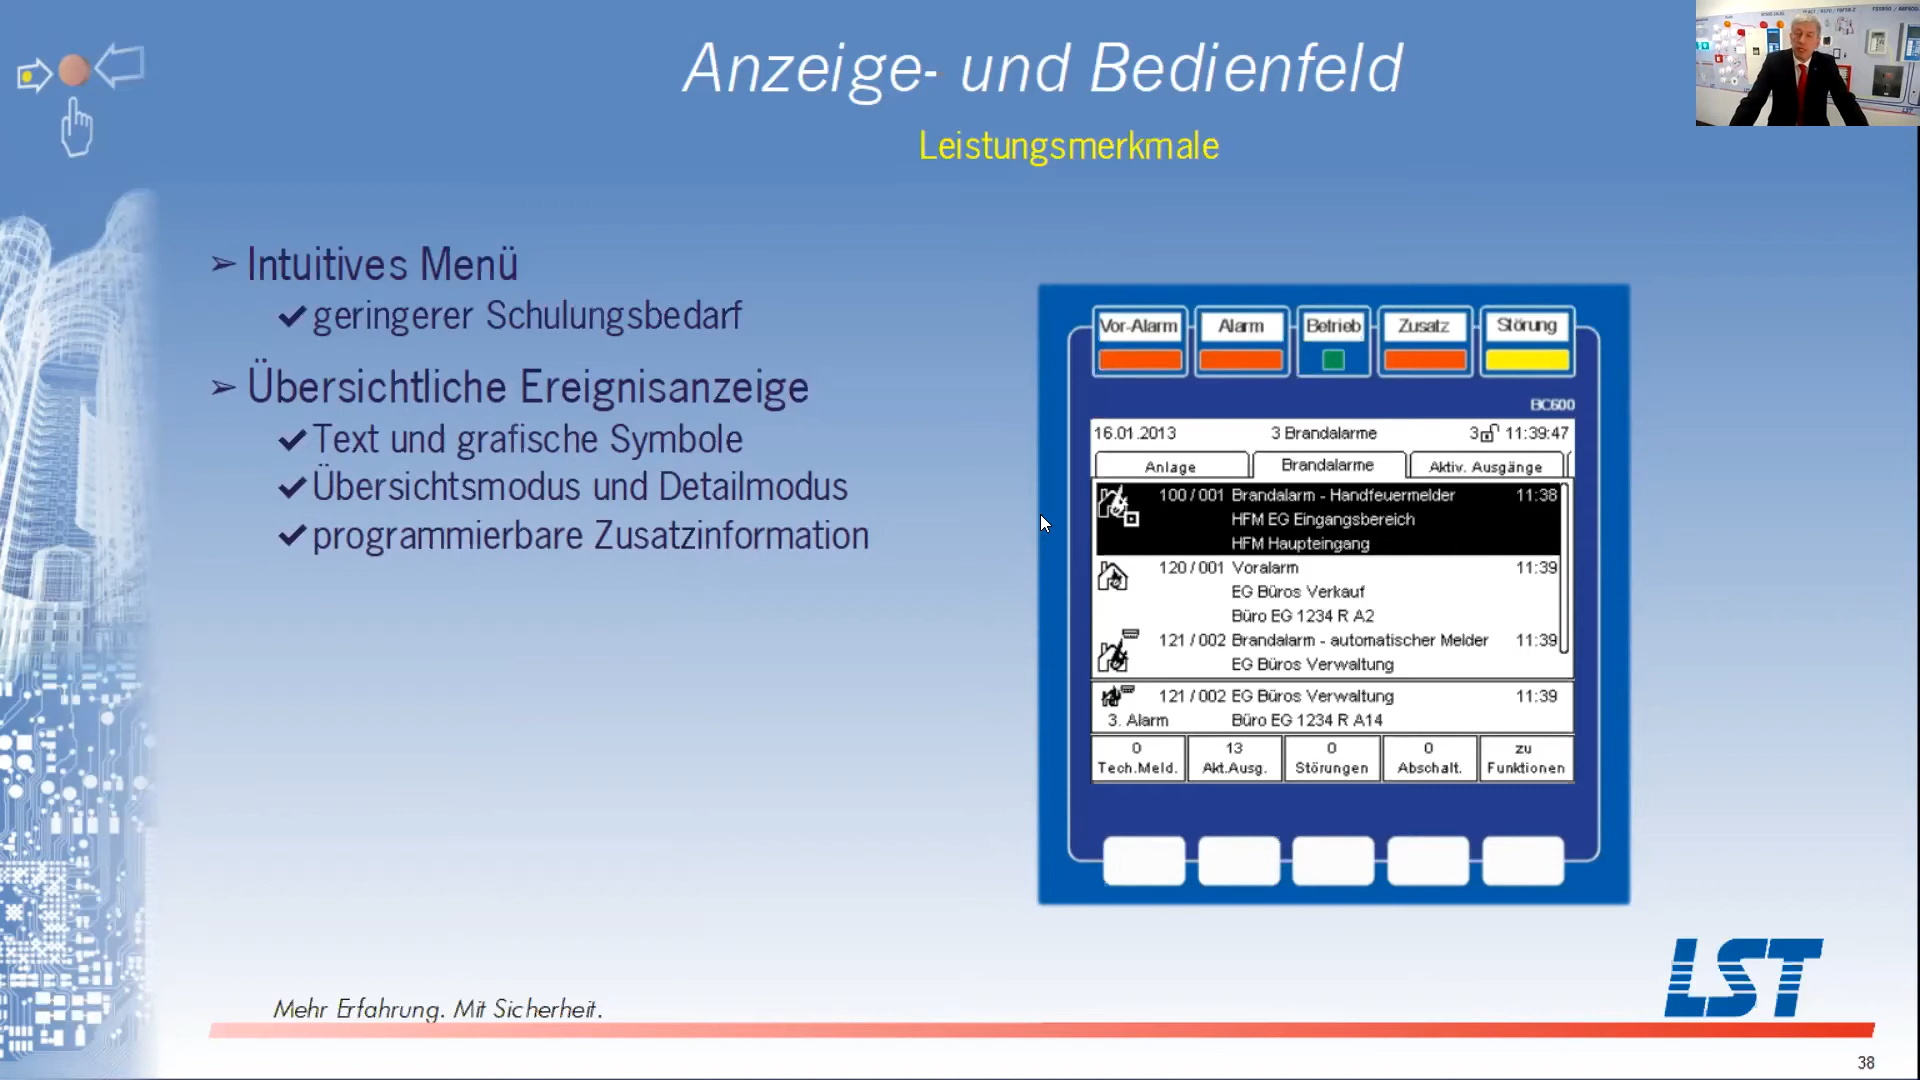 Anzeige- und Bedienfeld
Leistungsmerkmale
Intuitives Menü
geringerer Schulungsbedarf
Übersichtliche Ereignisanzeige
Text und grafische Symbole
Übersichtsmodus und Detailmodus
programmierbare Zusatzinformation
Vor-Alarm Alarm Betrieb Zusatz Störung
BC600
16.01.2013 3 Brandalarme 3 11:39:47
Anlage Brandalarme Aktiv. Ausgänge
100/001 Brandalarm - Handfeuermelder 11:38
HFM EG Eingangsbereich
HFM Haupteingang
120/001 Voralarm 11:39
EG Büros Verkauf
Büro EG 1234 R A2
121/002 Brandalarm - automatischer Melder 11:39
EG Büros Verwaltung
121/002 EG Büros Verwaltung 11:39
3. Alarm Büro EG 1234 R A14
0 13 0 0 zu
Tech.Meld. Akt.Ausg. Störungen Abschalt. Funktionen
LST
Mehr Erfahrung. Mit Sicherheit.
38